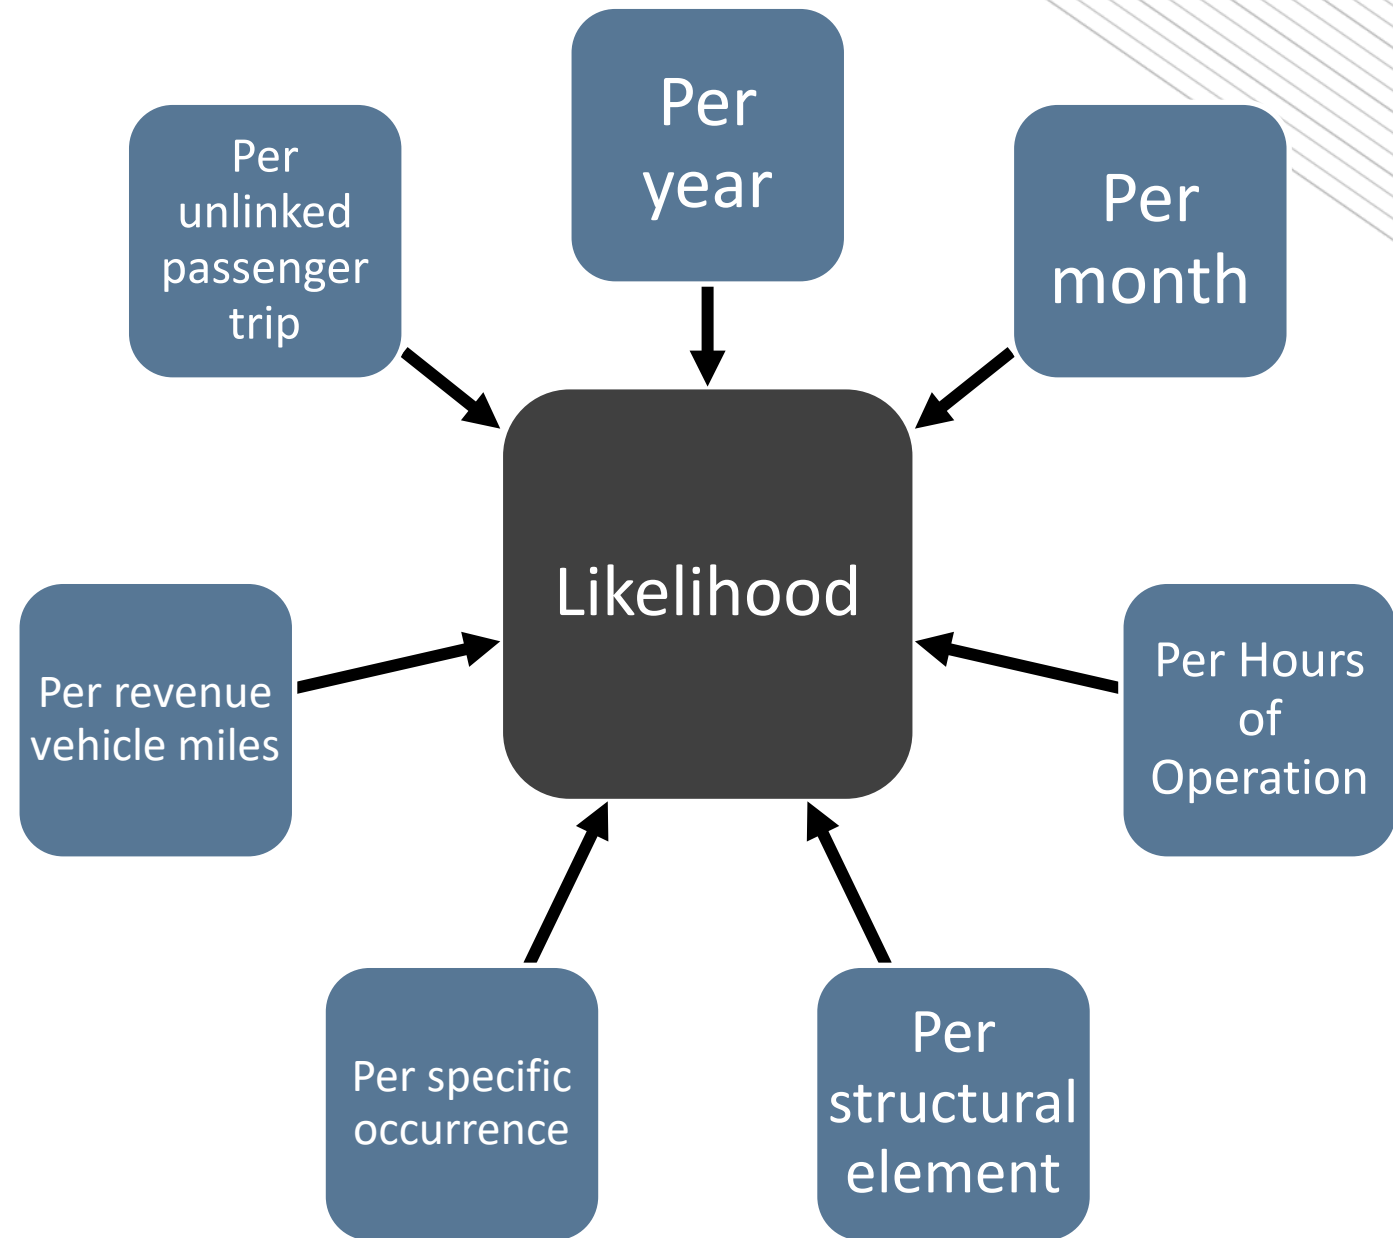 Per
year
Per
month
Per
unlinked
passenger
trip
Likelihood
Per Hours
of
Operation
Per revenue
vehicle miles
Per
structural
element
Per specific
occurrence